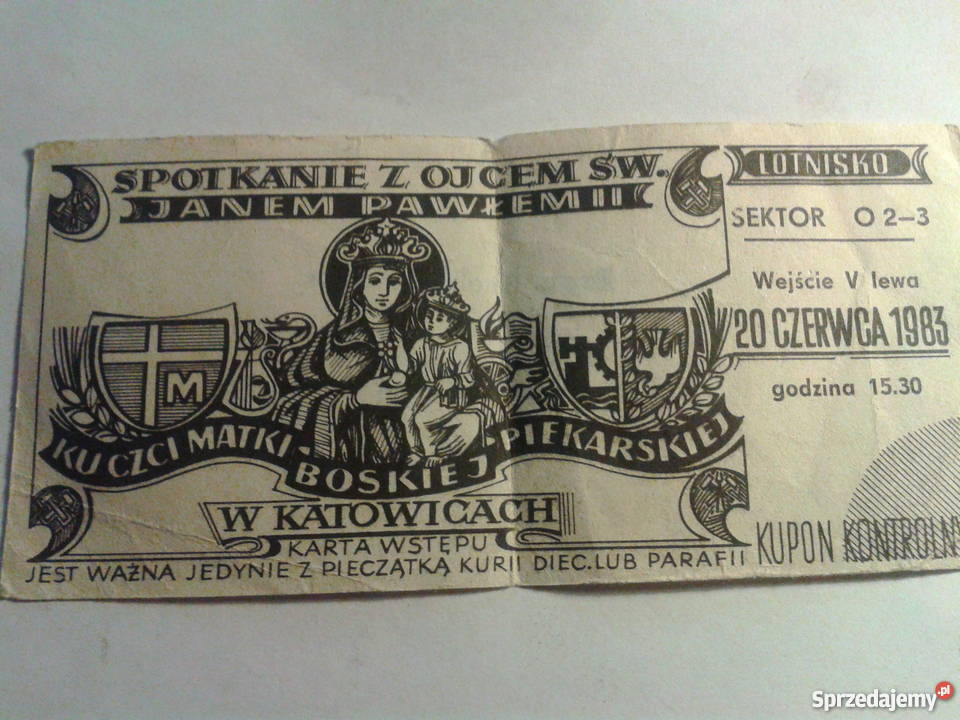 SPOTKANIE Z OJCEM ŚW.
JANEM PAWŁEM II
M
KU CZCI MATKI BOSKIEJ PIEKARSKIEJ
W KATOWICACH
KARTA WSTĘPU
JEST WAŻNA JEDYNIE Z PIECZĄTKĄ KURII DIEC. LUB PARAFII
LOTNISKO
SEKTOR O 2-3
Wejście V lewa
20 CZERWCA 1983
godzina 15.30
KUPON KONTROLN
Sprzedajemy.pl